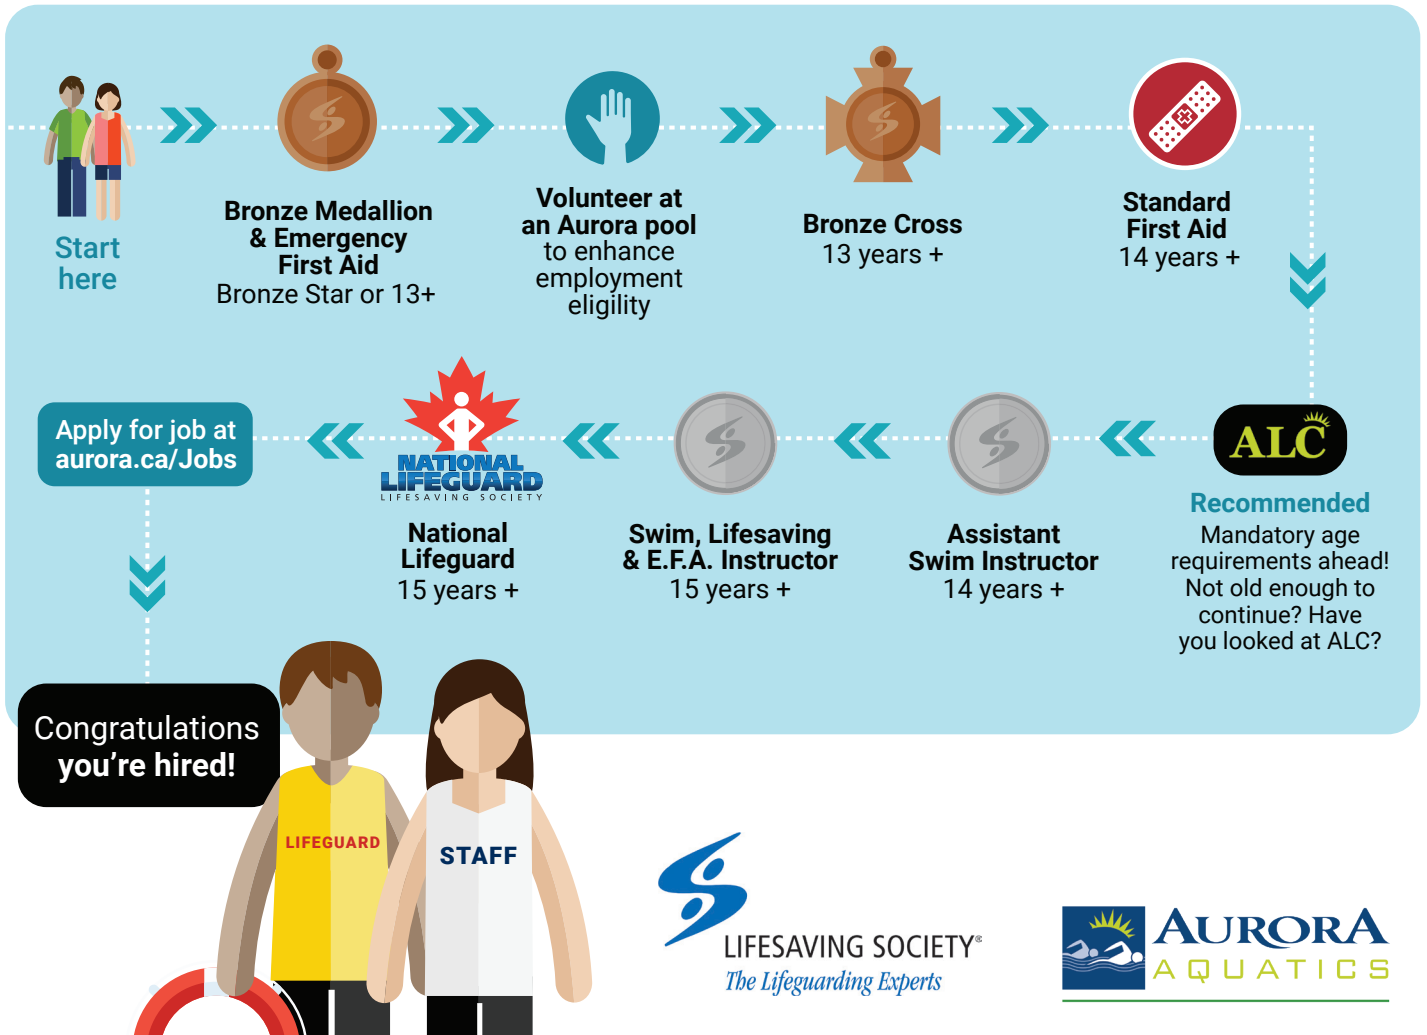 Start
here
Bronze Medallion
& Emergency
First Aid
Bronze Star or 13+
Volunteer at
an Aurora pool
to enhance
employment
eligility
Bronze Cross
13 years +
Standard
First Aid
14 years +
ALC
Recommended
Mandatory age
requirements ahead!
Not old enough to
continue? Have
you looked at ALC?
Assistant
Swim Instructor
14 years +
Swim, Lifesaving
& E.F.A. Instructor
15 years +
NATIONAL
LIFEGUARD
LIFESAVING SOCIETY
National
Lifeguard
15 years +
Apply for job at
aurora.ca/Jobs
Congratulations
you're hired!
LIFEGUARD
STAFF
LIFESAVING SOCIETY®
The Lifeguarding Experts
AURORA
AQUATICS